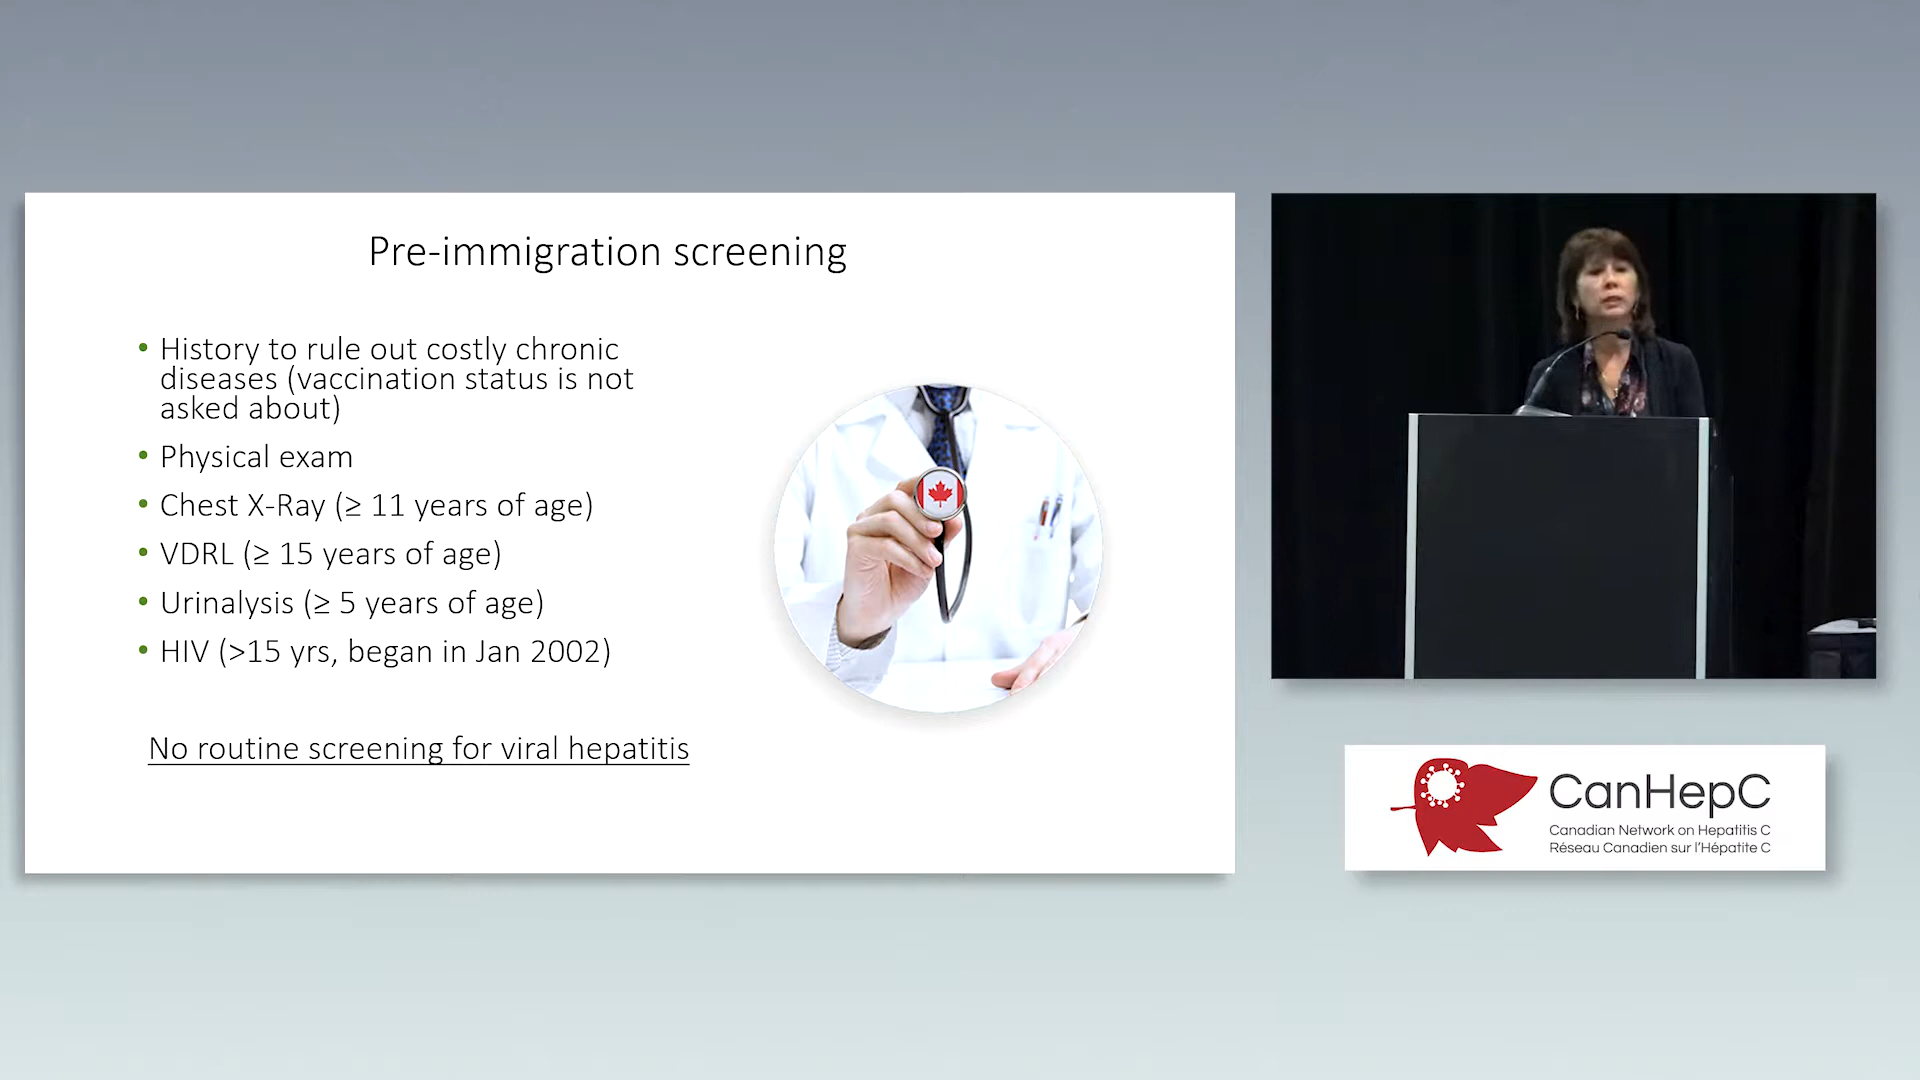 Pre-immigration screening
• History to rule out costly chronic
diseases (vaccination status is not
asked about)
• Physical exam
• Chest X-Ray (≥ 11 years of age)
• VDRL (≥ 15 years of age)
• Urinalysis (≥ 5 years of age)
• HIV (>15 yrs, began in Jan 2002)
No routine screening for viral hepatitis
CanHepC
Canadian Network on Hepatitis C
Réseau Canadien sur l'Hépatite C